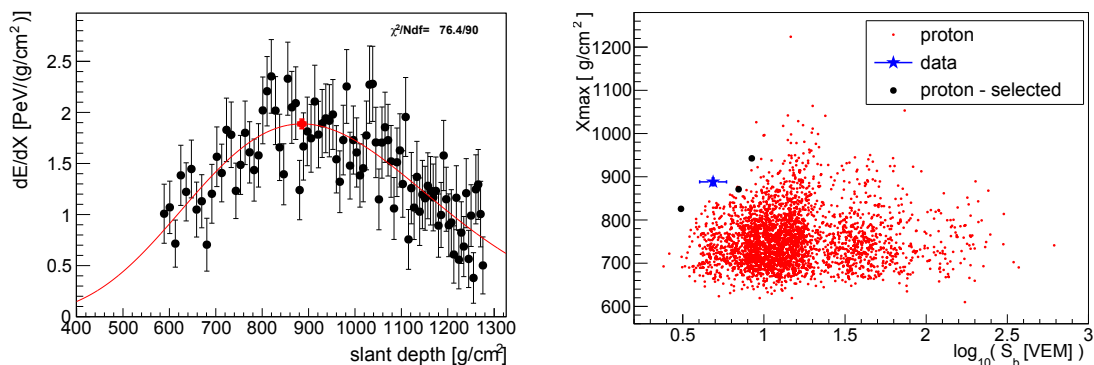 dE/dX [PeV/(g/cm²)]
χ²/Ndf= 76.4/90
2.5
2
1.5
1
0.5
0
400 500 600 700 800 900 1000 1100 1200 1300
slant depth [g/cm²]
Xmax [ g/cm² ]
proton
data
proton - selected
1200
1100
1000
900
800
700
600
0.5 1 1.5 2 2.5 3
log₁₀( S_b [VEM] )